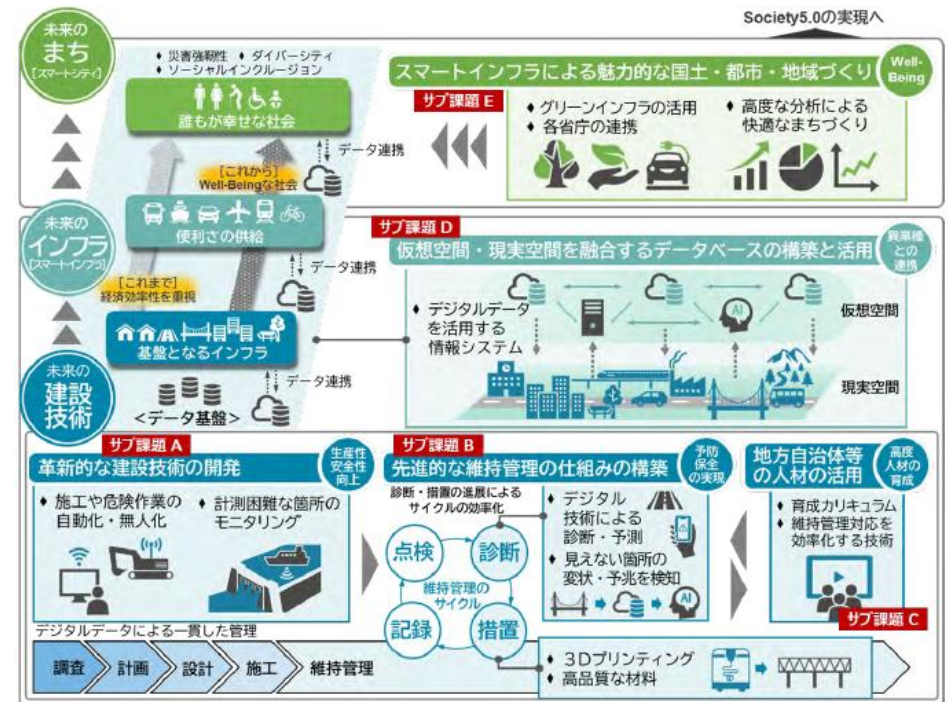 Society5.0の実現へ
未来の
まち
[スマートシティ]
♦ 災害強靭性 ♦ ダイバーシティ
♦ ソーシャルインクルージョン
誰もが幸せな社会
データ連携
[これから]
Well-Beingな社会
スマートインフラによる魅力的な国土・都市・地域づくり
Well-
Being
サブ課題 E
♦ グリーンインフラの活用
♦ 各省庁の連携
♦ 高度な分析による
快適なまちづくり
未来の
インフラ
[スマートインフラ]
便利さの供給
データ連携
[これまで]
経済効率性を重視
基盤となるインフラ
データ連携
<データ基盤>
サブ課題 D
仮想空間・現実空間を融合するデータベースの構築と活用
異業種
との
連携
♦ デジタルデータ
を活用する
情報システム
AI
仮想空間
現実空間
未来の
建設
技術
サブ課題 A
革新的な建設技術の開発
生産性
安全性
向上
♦ 施工や危険作業の
自動化・無人化
♦ 計測困難な箇所の
モニタリング
サブ課題 B
先進的な維持管理の仕組みの構築
予防
保全
の実現
診断・措置の進展による
サイクルの効率化
点検
診断
維持管理の
サイクル
記録
措置
♦ デジタル
技術による
診断・予測
♦ 見えない箇所の
変状・予兆を検知
AI
地方自治体等
の人材の活用
高度
人材の
育成
♦ 育成カリキュラム
♦ 維持管理対応を
効率化する技術
サブ課題 C
デジタルデータによる一貫した管理
調査
計画
設計
施工
維持管理
♦ 3Dプリンティング
♦ 高品質な材料